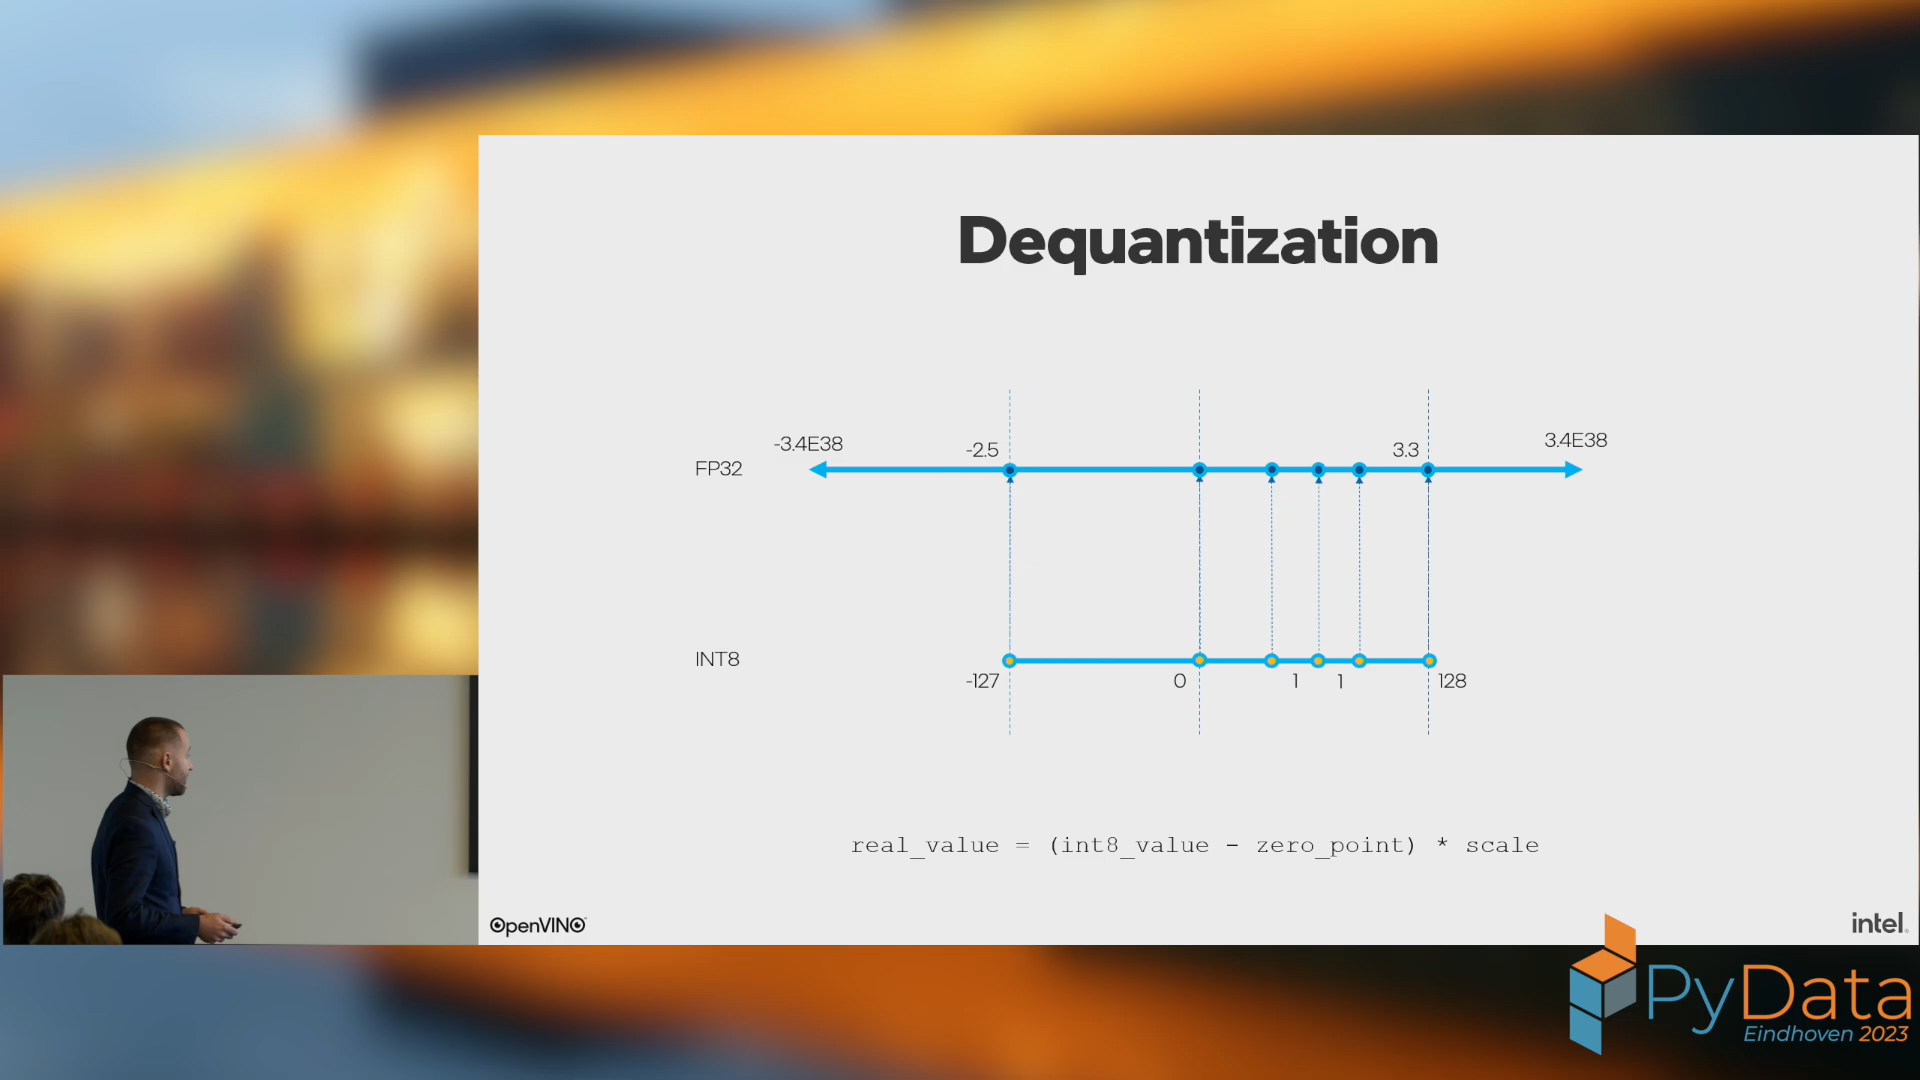 Dequantization
-3.4E38
-2.5
3.3
3.4E38
FP32
INT8
-127
0
1
1
128
real_value = (int8_value - zero_point) * scale
OpenVINO
intel.
PyData
Eindhoven 2023